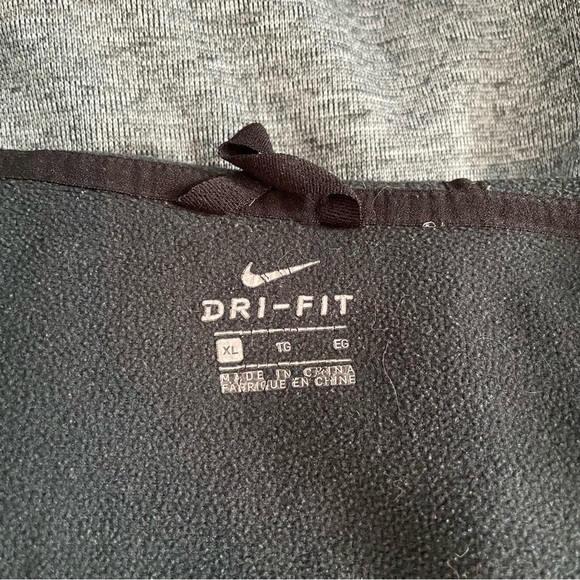 DRI-FIT
XL TG EG
MADE IN CHINA
FABRIQUE EN CHINE